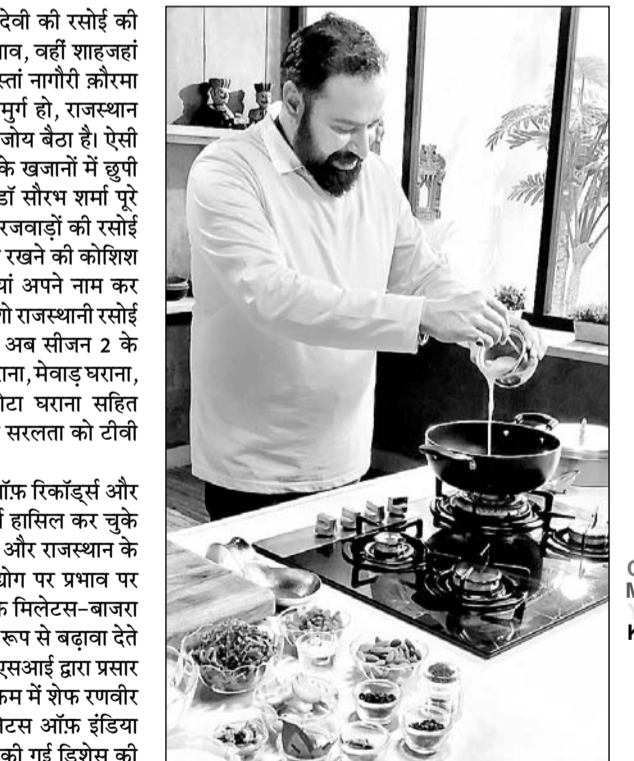 देवी की रसोई की
ाव, वहीं शाहजहां
स्तां नागौरी क़ौरमा
मुर्ग हो, राजस्थान
जोय बैठा है। ऐसी
के खजानों में छुपी
डॉ सौरभ शर्मा पूरे
रजवाड़ों की रसोई
रखने की कोशिश
यां अपने नाम कर
शो राजस्थानी रसोई
अब सीजन 2 के
राना, मेवाड़ घराना,
ोटा घराना सहित
सरलता को टीवी
ऑफ़ रिकॉर्ड्स और
हासिल कर चुके
और राजस्थान के
द्योग पर प्रभाव पर
मिलेटस-बाजरा
रूप से बढ़ावा देते
एसआई द्वारा प्रसार
क्रम में शेफ रणवीर
लेटस ऑफ़ इंडिया
की गई डिशेस की